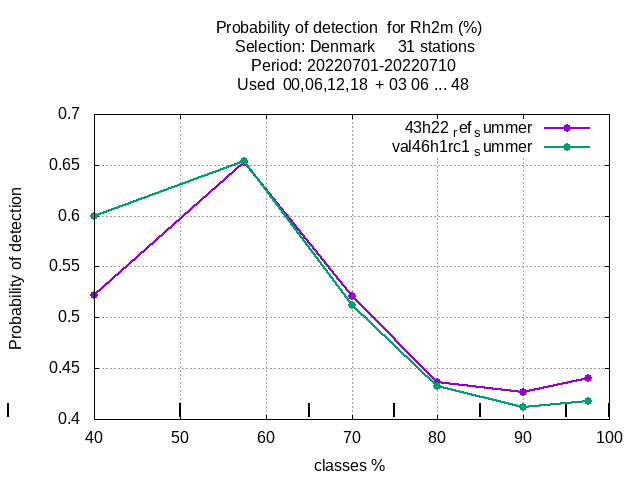 Probability of detection  for Rh2m (%)
Selection: Denmark     31 stations
Period: 20220701-20220710
Used  00,06,12,18  + 03 06 ... 48
43h22_ref_summer
val46h1rc1_summer
0.7
0.65
0.6
0.55
0.5
0.45
0.4
Probability of detection
40 50 60 70 80 90 100
classes %